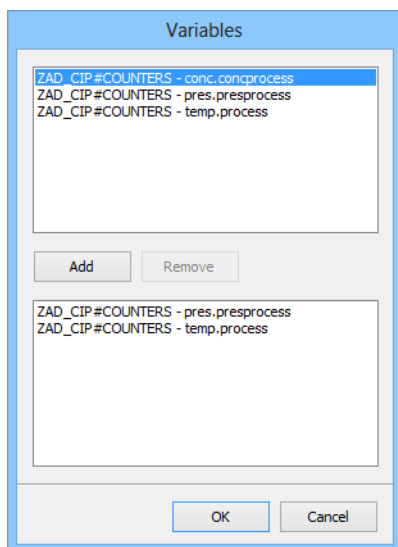 Variables
ZAD_CIP#COUNTERS - conc.concprocess
ZAD_CIP#COUNTERS - pres.presprocess
ZAD_CIP#COUNTERS - temp.process
Add Remove
ZAD_CIP#COUNTERS - pres.presprocess
ZAD_CIP#COUNTERS - temp.process
OK Cancel